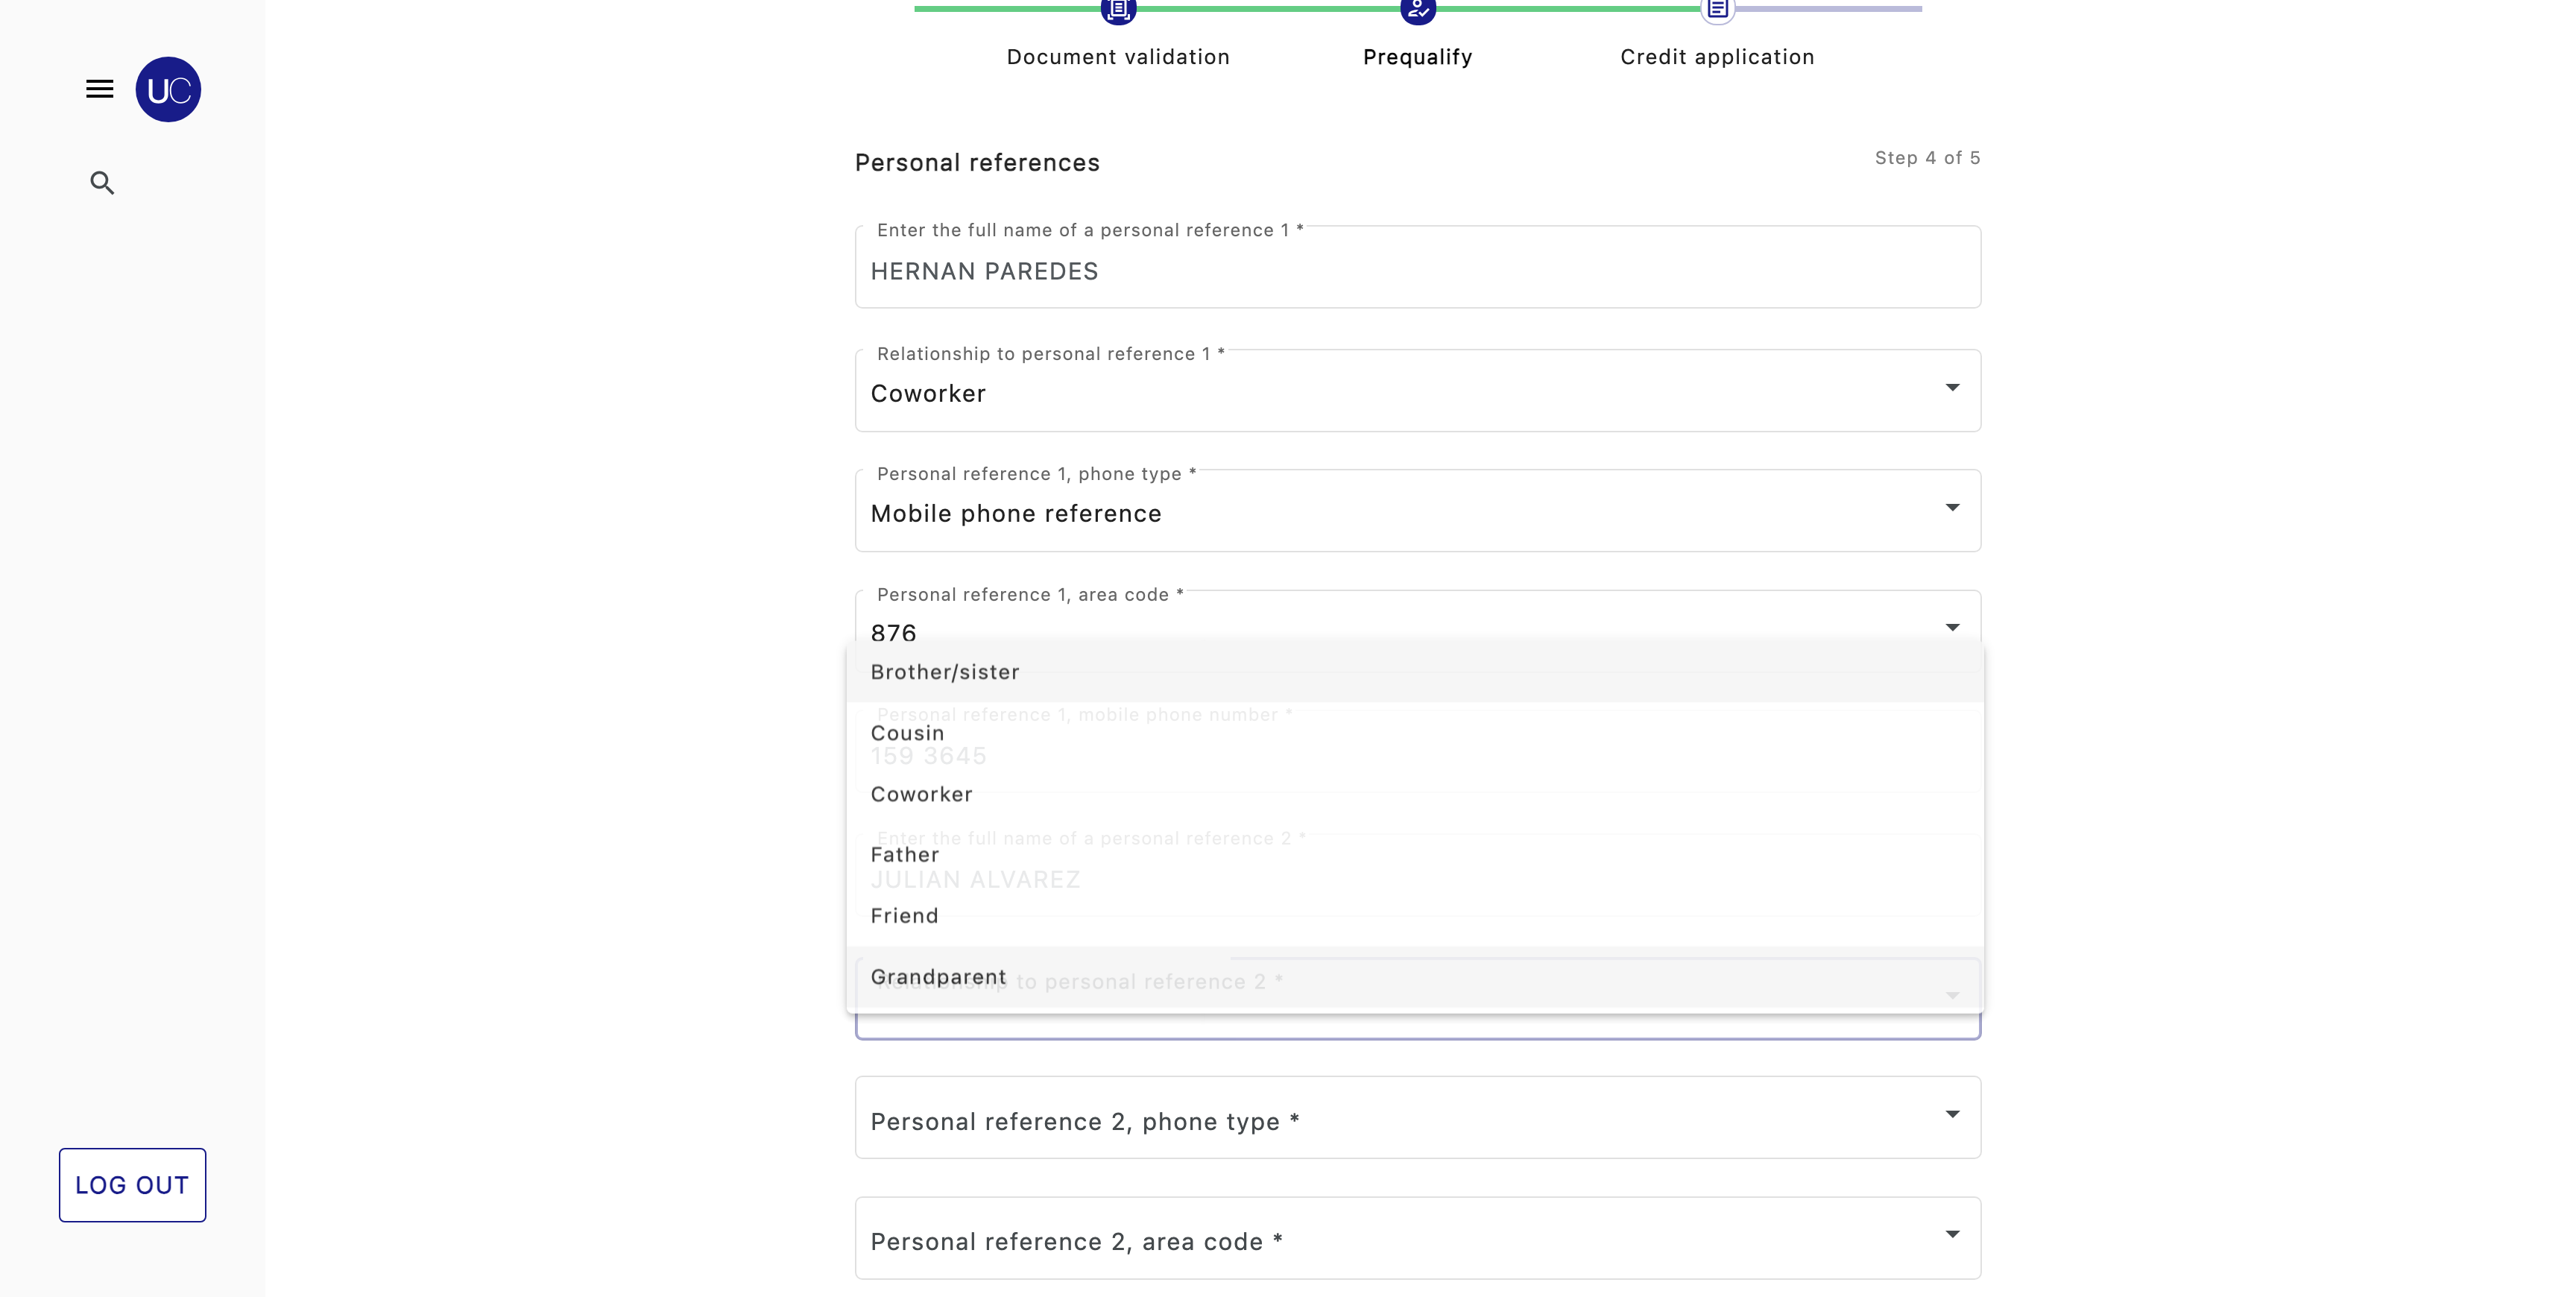 Document validation
Prequalify
Credit application
UC
Personal references
Step 4 of 5
Enter the full name of a personal reference 1 *
HERNAN PAREDES
Relationship to personal reference 1 *
Coworker
Personal reference 1, phone type *
Mobile phone reference
Personal reference 1, area code *
876
Brother/sister
Personal reference 1, mobile phone number *
Cousin
159 3645
Coworker
Enter the full name of a personal reference 2 *
Father
JULIAN ALVAREZ
Friend
Grandparent
Relationship to personal reference 2 *
Personal reference 2, phone type *
Personal reference 2, area code *
LOG OUT